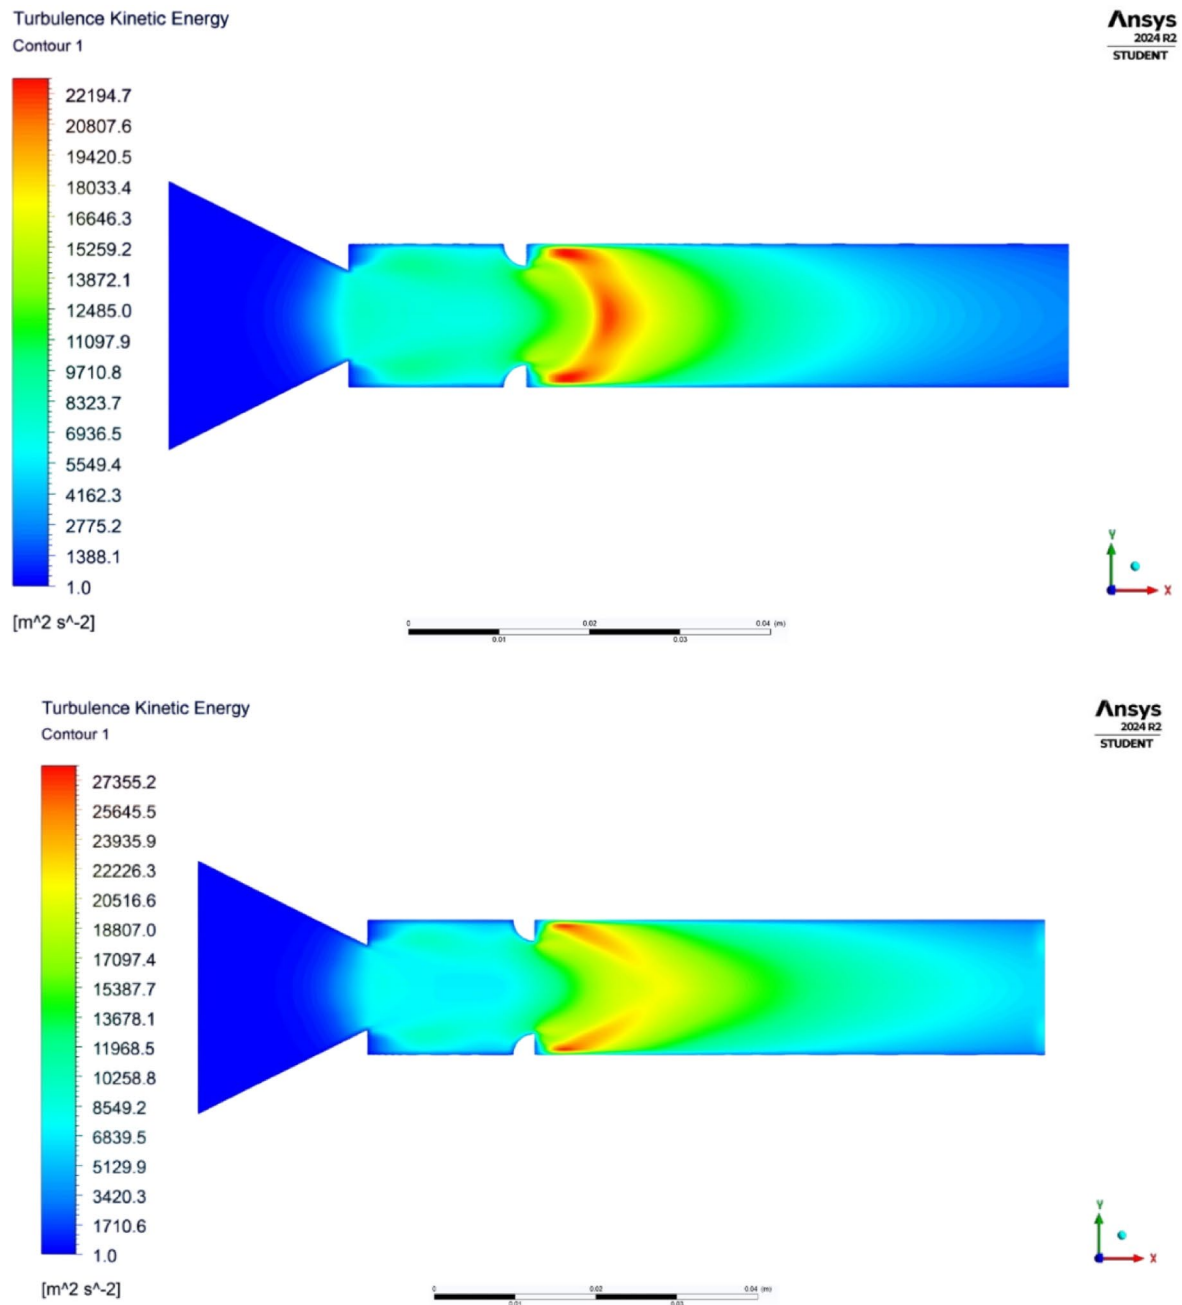 Turbulence Kinetic Energy
Contour 1
Ansys
2024 R2
STUDENT
22194.7
20807.6
19420.5
18033.4
16646.3
15259.2
13872.1
12485.0
11097.9
9710.8
8323.7
6936.5
5549.4
4162.3
2775.2
1388.1
1.0
[m^2 s^-2]
Y
X
0 0.02 0.04 (m)
0.01 0.03
Turbulence Kinetic Energy
Contour 1
Ansys
2024 R2
STUDENT
27355.2
25645.5
23935.9
22226.3
20516.6
18807.0
17097.4
15387.7
13678.1
11968.5
10258.8
8549.2
6839.5
5129.9
3420.3
1710.6
1.0
[m^2 s^-2]
Y
X
0 0.02 0.04 (m)
0.01 0.03